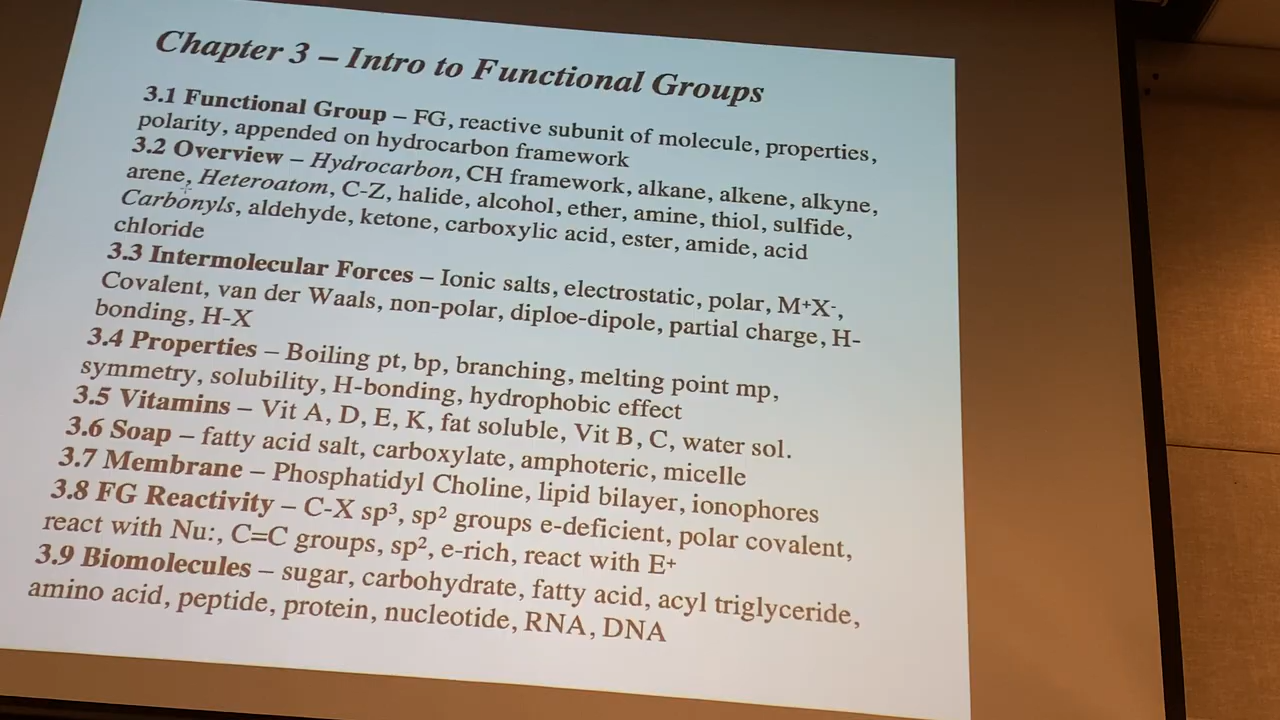 Chapter 3 – Intro to Functional Groups
3.1 Functional Group – FG, reactive subunit of molecule, properties,
polarity, appended on hydrocarbon framework
3.2 Overview – Hydrocarbon, CH framework, alkane, alkene, alkyne,
arene, Heteroatom, C-Z, halide, alcohol, ether, amine, thiol, sulfide,
Carbonyls, aldehyde, ketone, carboxylic acid, ester, amide, acid
chloride
3.3 Intermolecular Forces – Ionic salts, electrostatic, polar, M⁺X⁻,
Covalent, van der Waals, non-polar, diploe-dipole, partial charge, H-
bonding, H-X
3.4 Properties – Boiling pt, bp, branching, melting point mp,
symmetry, solubility, H-bonding, hydrophobic effect
3.5 Vitamins – Vit A, D, E, K, fat soluble, Vit B, C, water sol.
3.6 Soap – fatty acid salt, carboxylate, amphoteric, micelle
3.7 Membrane – Phosphatidyl Choline, lipid bilayer, ionophores
3.8 FG Reactivity – C-X sp³, sp² groups e-deficient, polar covalent,
react with Nu:, C=C groups, sp², e-rich, react with E⁺
3.9 Biomolecules – sugar, carbohydrate, fatty acid, acyl triglyceride,
amino acid, peptide, protein, nucleotide, RNA, DNA